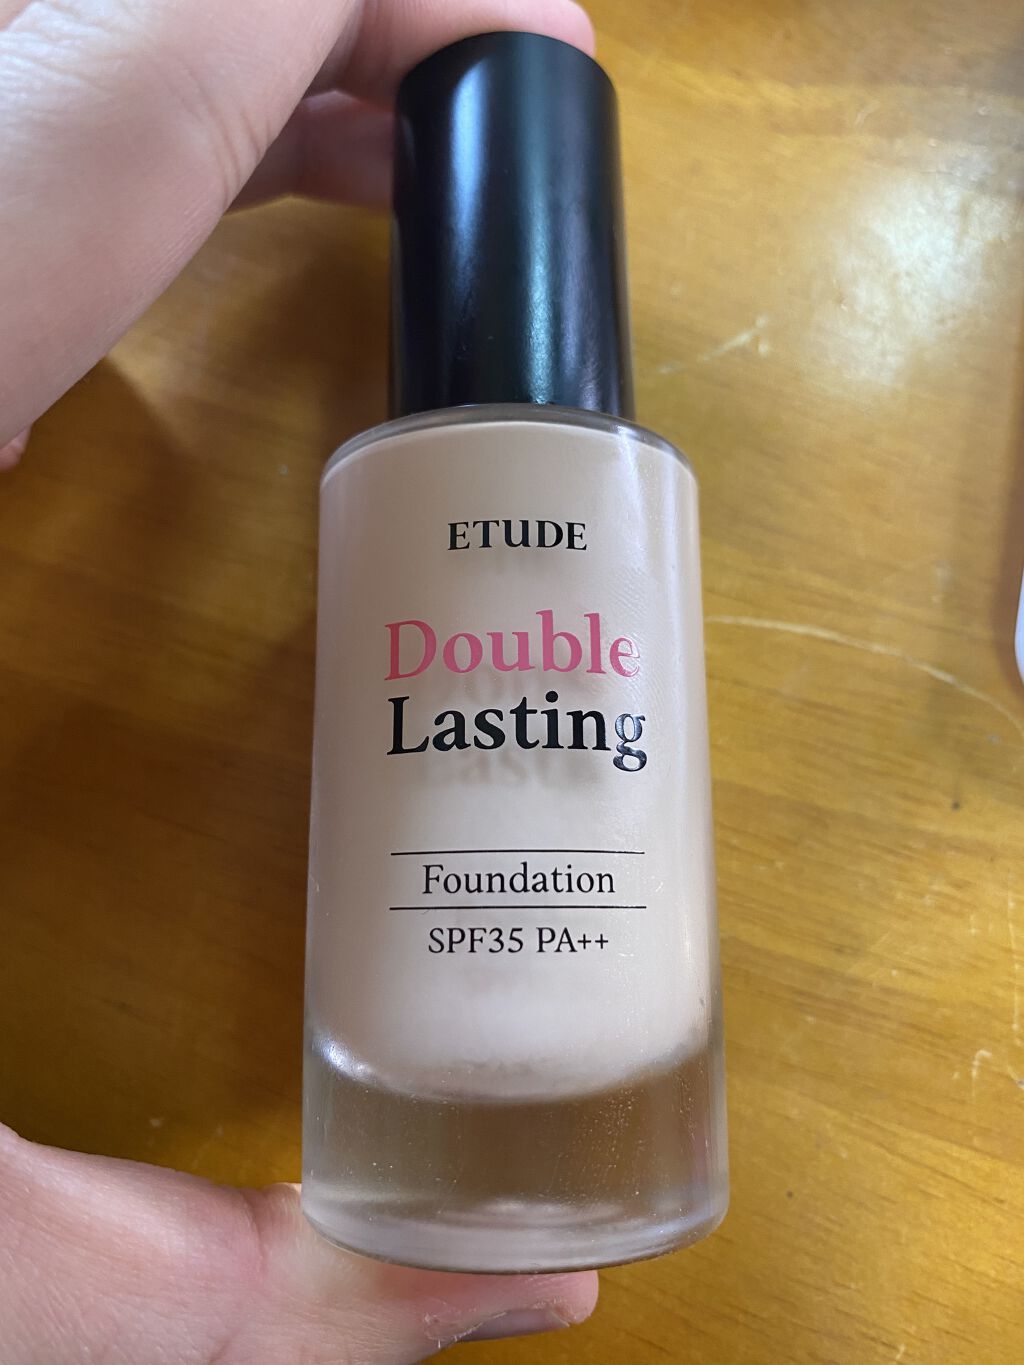 ETUDE
Double
Lasting
Foundation
SPF35 PA++